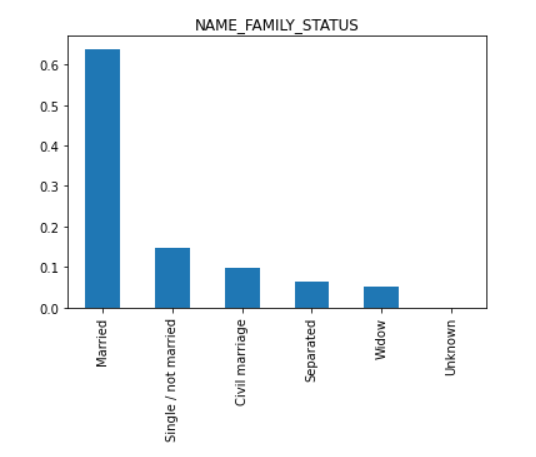 NAME_FAMILY_STATUS
0.6
0.5
0.4
0.3
0.2
0.1
0.0
Married
Single / not married
Civil marriage
Separated
Widow
Unknown